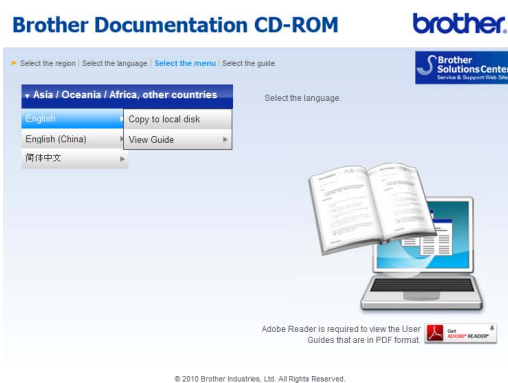 Brother Documentation CD-ROM
brother.
Select the region | Select the language | Select the menu | Select the guide
Brother
SolutionsCenter
Service & Support Web Site
Asia / Oceania / Africa, other countries
Select the language.
English
Copy to local disk
English (China)
View Guide
简体中文
Adobe Reader is required to view the User
Guides that are in PDF format.
Get
ADOBE® READER®
© 2010 Brother Industries, Ltd. All Rights Reserved.